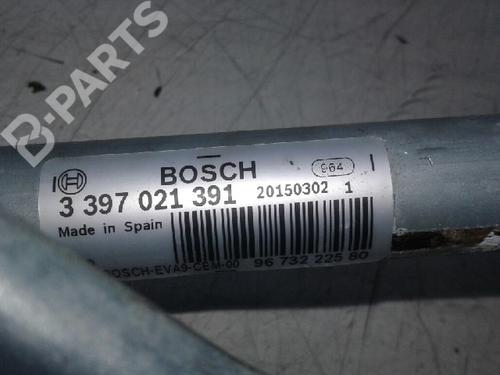 B-PARTS
BOSCH 964
3 397 021 391 20150302 1
Made in Spain
BOSCH-EVA9-CEM-00 96 732 225 80